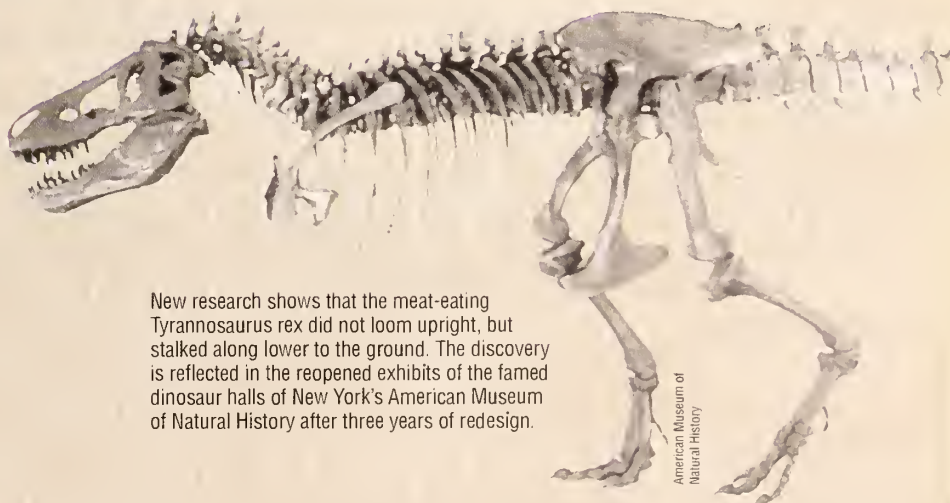 New research shows that the meat-eating
Tyrannosaurus rex did not loom upright, but
stalked along lower to the ground. The discovery
is reflected in the reopened exhibits of the famed
dinosaur halls of New York's American Museum
of Natural History after three years of redesign.
American Museum of
Natural History